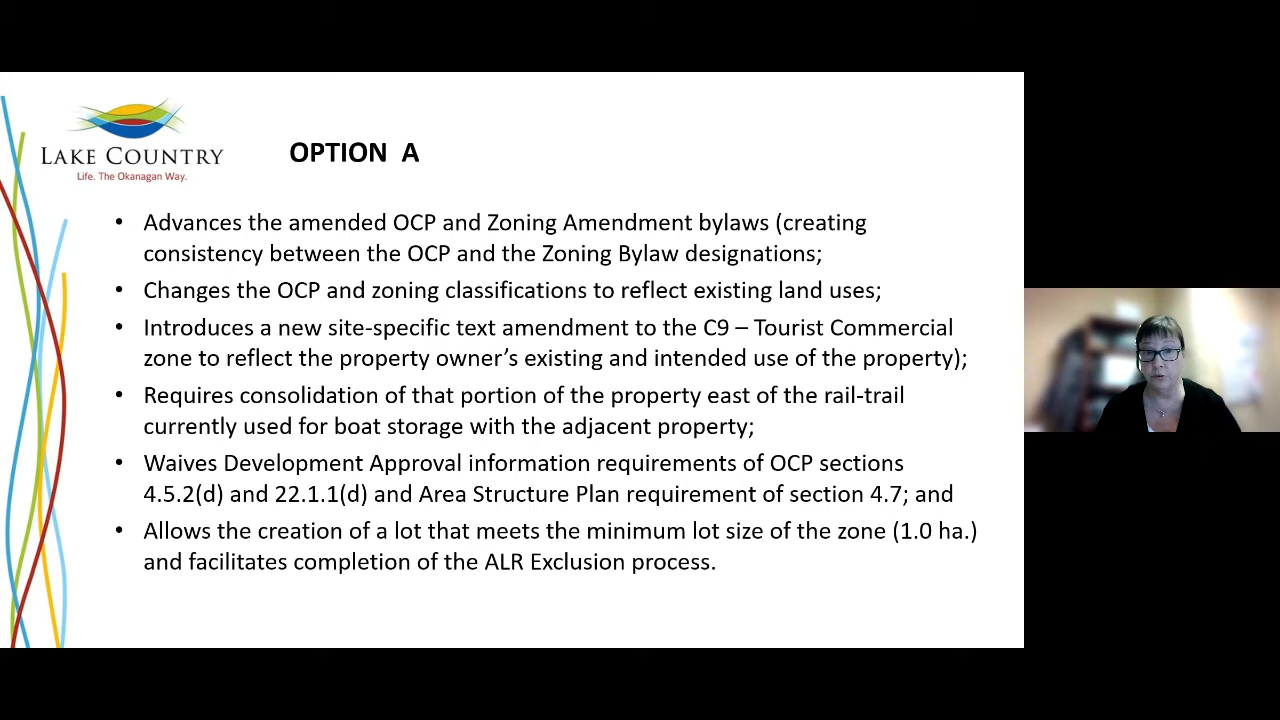 LAKE COUNTRY
Life. The Okanagan Way.
OPTION A
• Advances the amended OCP and Zoning Amendment bylaws (creating
consistency between the OCP and the Zoning Bylaw designations;
• Changes the OCP and zoning classifications to reflect existing land uses;
• Introduces a new site-specific text amendment to the C9 – Tourist Commercial
zone to reflect the property owner’s existing and intended use of the property);
• Requires consolidation of that portion of the property east of the rail-trail
currently used for boat storage with the adjacent property;
• Waives Development Approval information requirements of OCP sections
4.5.2(d) and 22.1.1(d) and Area Structure Plan requirement of section 4.7; and
• Allows the creation of a lot that meets the minimum lot size of the zone (1.0 ha.)
and facilitates completion of the ALR Exclusion process.